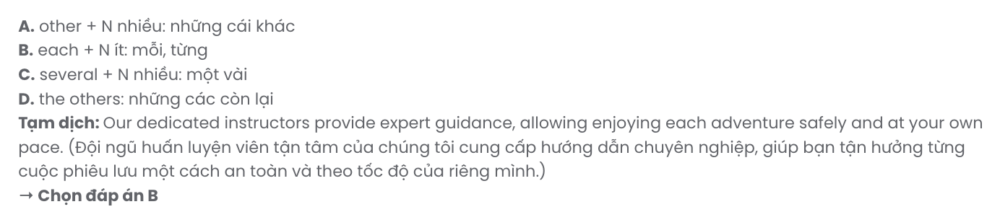 A. other + N nhiều: những cái khác
B. each + N ít: mỗi, từng
C. several + N nhiều: một vài
D. the others: những các còn lại
Tạm dịch: Our dedicated instructors provide expert guidance, allowing enjoying each adventure safely and at your own
pace. (Đội ngũ huấn luyện viên tận tâm của chúng tôi cung cấp hướng dẫn chuyên nghiệp, giúp bạn tận hưởng từng
cuộc phiêu lưu một cách an toàn và theo tốc độ của riêng mình.)
→ Chọn đáp án B